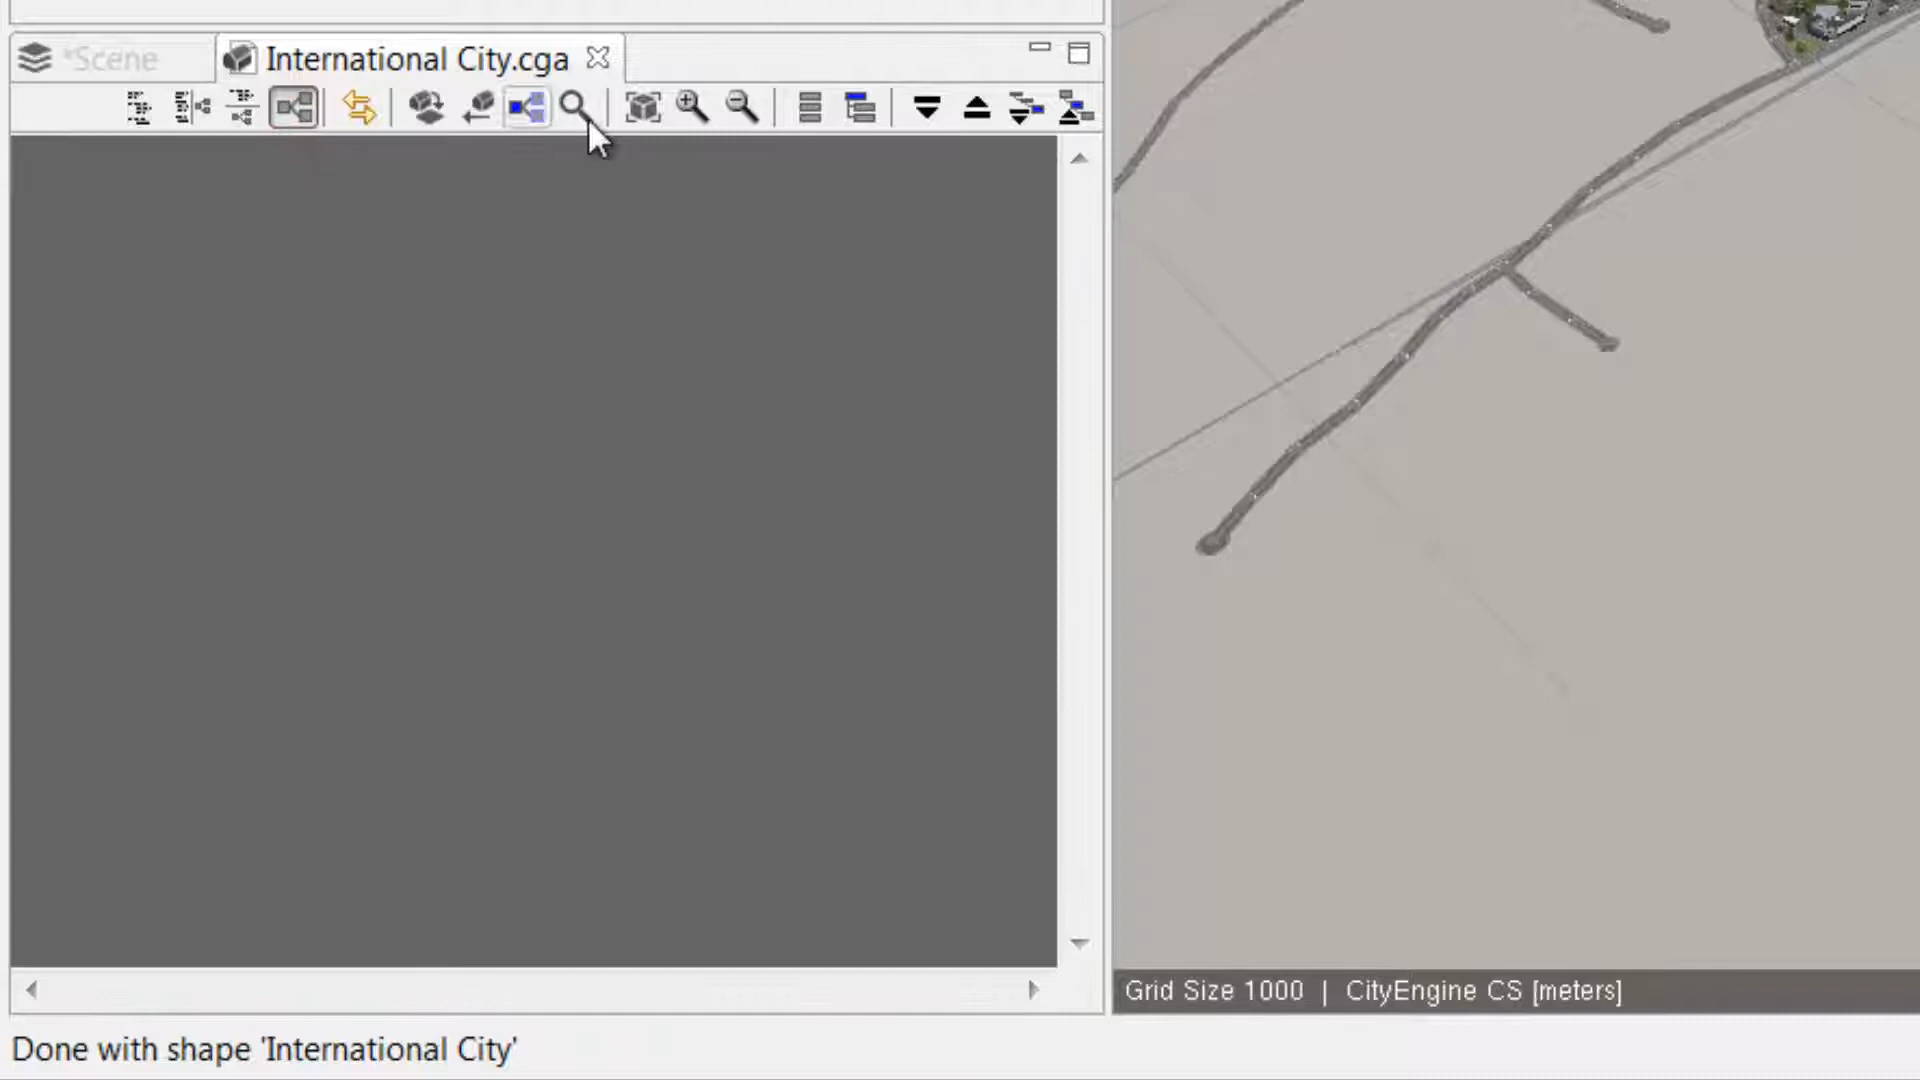 *Scene
International City.cga
Grid Size 1000 | CityEngine CS [meters]
Done with shape 'International City'